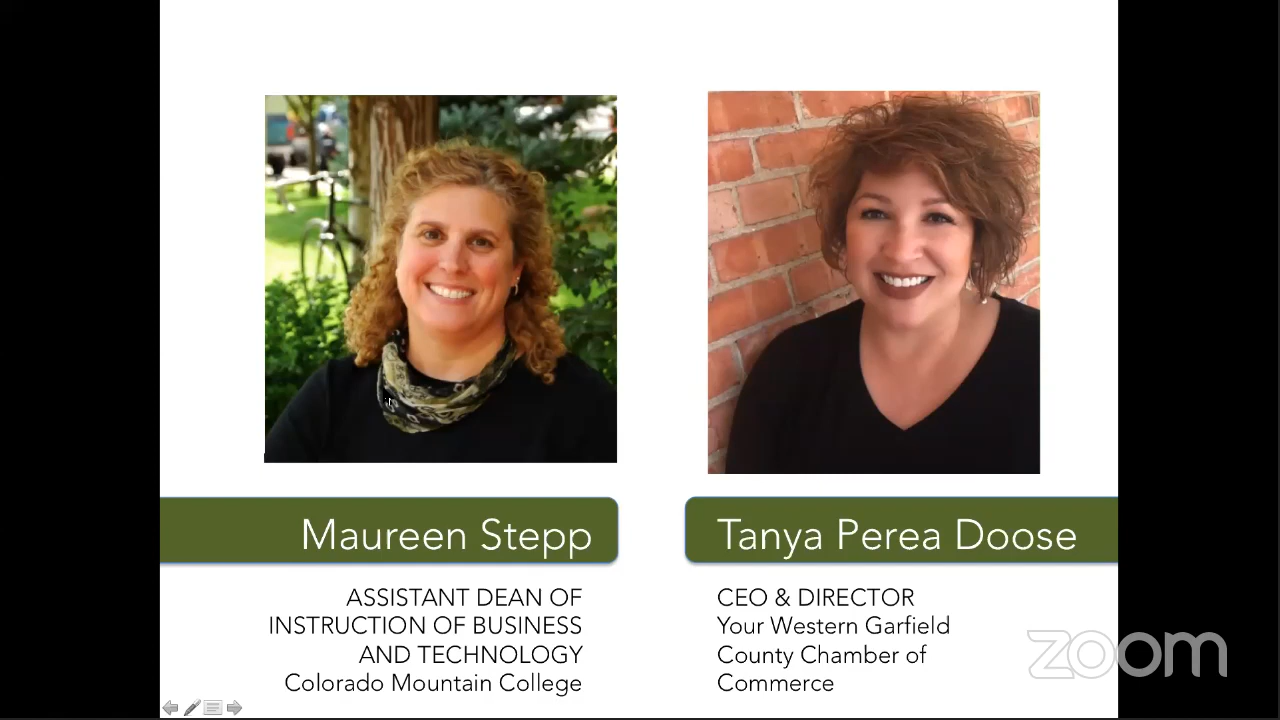 Maureen Stepp
ASSISTANT DEAN OF
INSTRUCTION OF BUSINESS
AND TECHNOLOGY
Colorado Mountain College
Tanya Perea Doose
CEO & DIRECTOR
Your Western Garfield
County Chamber of
Commerce
zoom